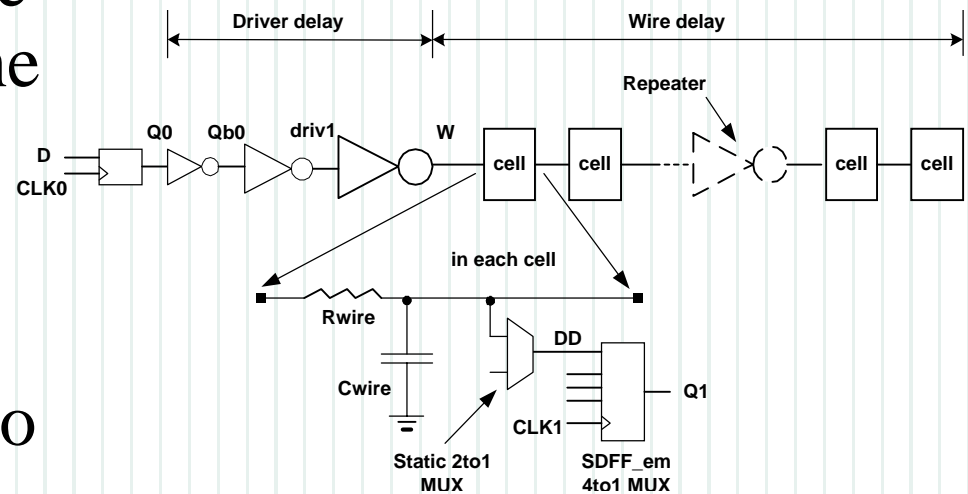 Driver delay
Wire delay
Repeater
Q0
Qb0
driv1
W
D
CLK0
cell
cell
cell
cell
in each cell
Rwire
Cwire
DD
Q1
CLK1
Static 2to1
MUX
SDFF_em
4to1 MUX